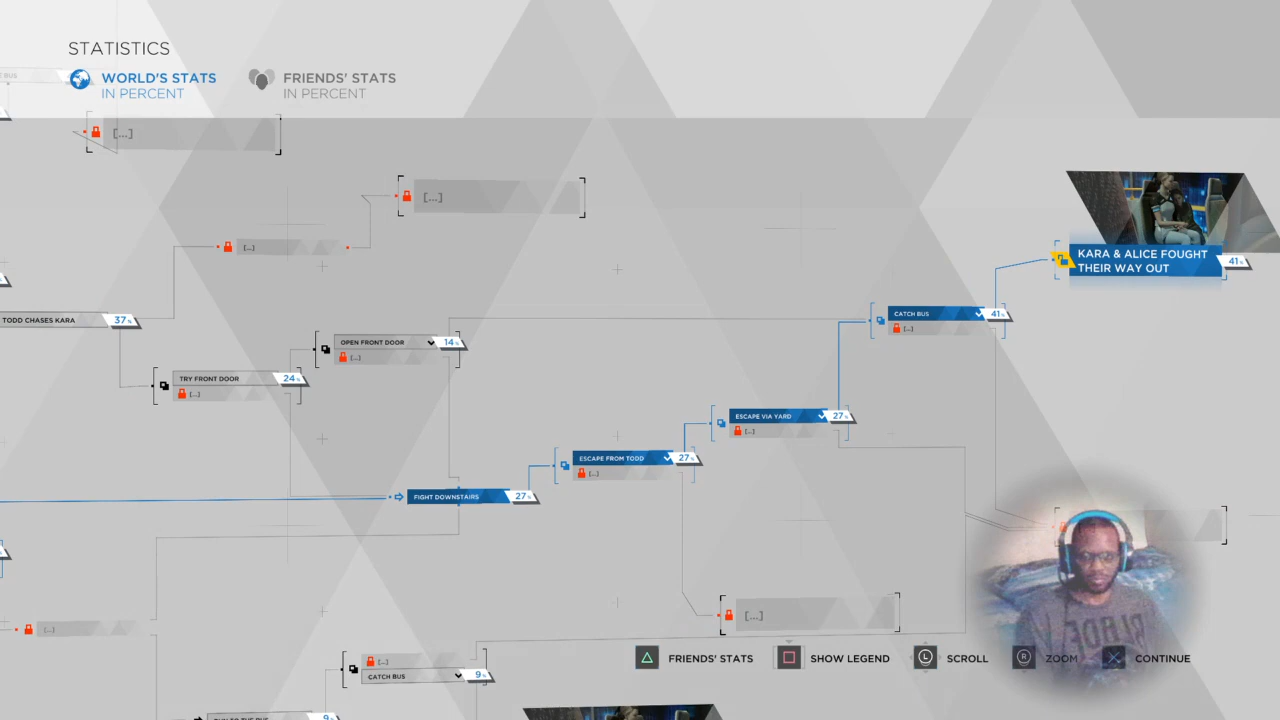 STATISTICS
E BUS
WORLD'S STATS
IN PERCENT
FRIENDS' STATS
IN PERCENT
[...]
[...]
[...]
KARA & ALICE FOUGHT
THEIR WAY OUT
41%
TODD CHASES KARA 37%
CATCH BUS 41%
[...]
OPEN FRONT DOOR 14%
[...]
TRY FRONT DOOR 24%
[...]
ESCAPE VIA YARD 27%
[...]
ESCAPE FROM TODD 27%
[...]
FIGHT DOWNSTAIRS 27%
[...]
[...]
[...]
CATCH BUS 9%
FRIENDS' STATS
SHOW LEGEND
L SCROLL
R ZOOM
CONTINUE
9%